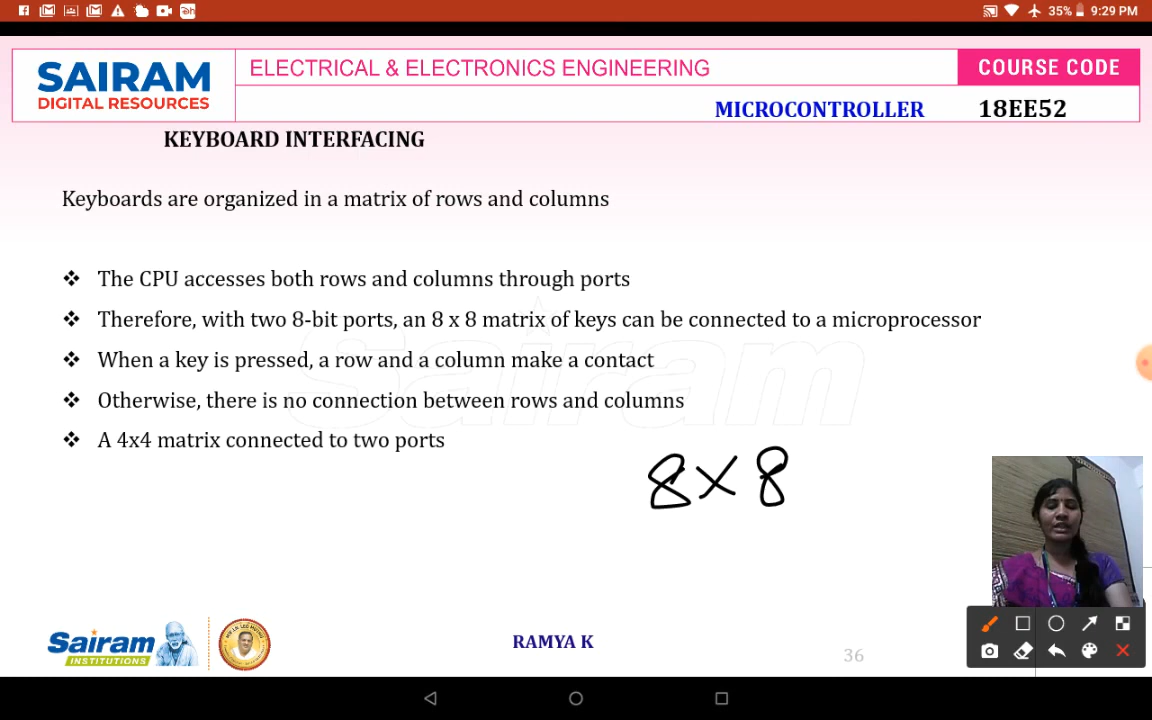 35% 9:29 PM
SAIRAM
DIGITAL RESOURCES
ELECTRICAL & ELECTRONICS ENGINEERING
COURSE CODE
MICROCONTROLLER 18EE52
KEYBOARD INTERFACING
Keyboards are organized in a matrix of rows and columns
❖ The CPU accesses both rows and columns through ports
❖ Therefore, with two 8-bit ports, an 8 x 8 matrix of keys can be connected to a microprocessor
❖ When a key is pressed, a row and a column make a contact
❖ Otherwise, there is no connection between rows and columns
❖ A 4x4 matrix connected to two ports
Sairam
8 X 8
Sairam
INSTITUTIONS
RAMYA K
36